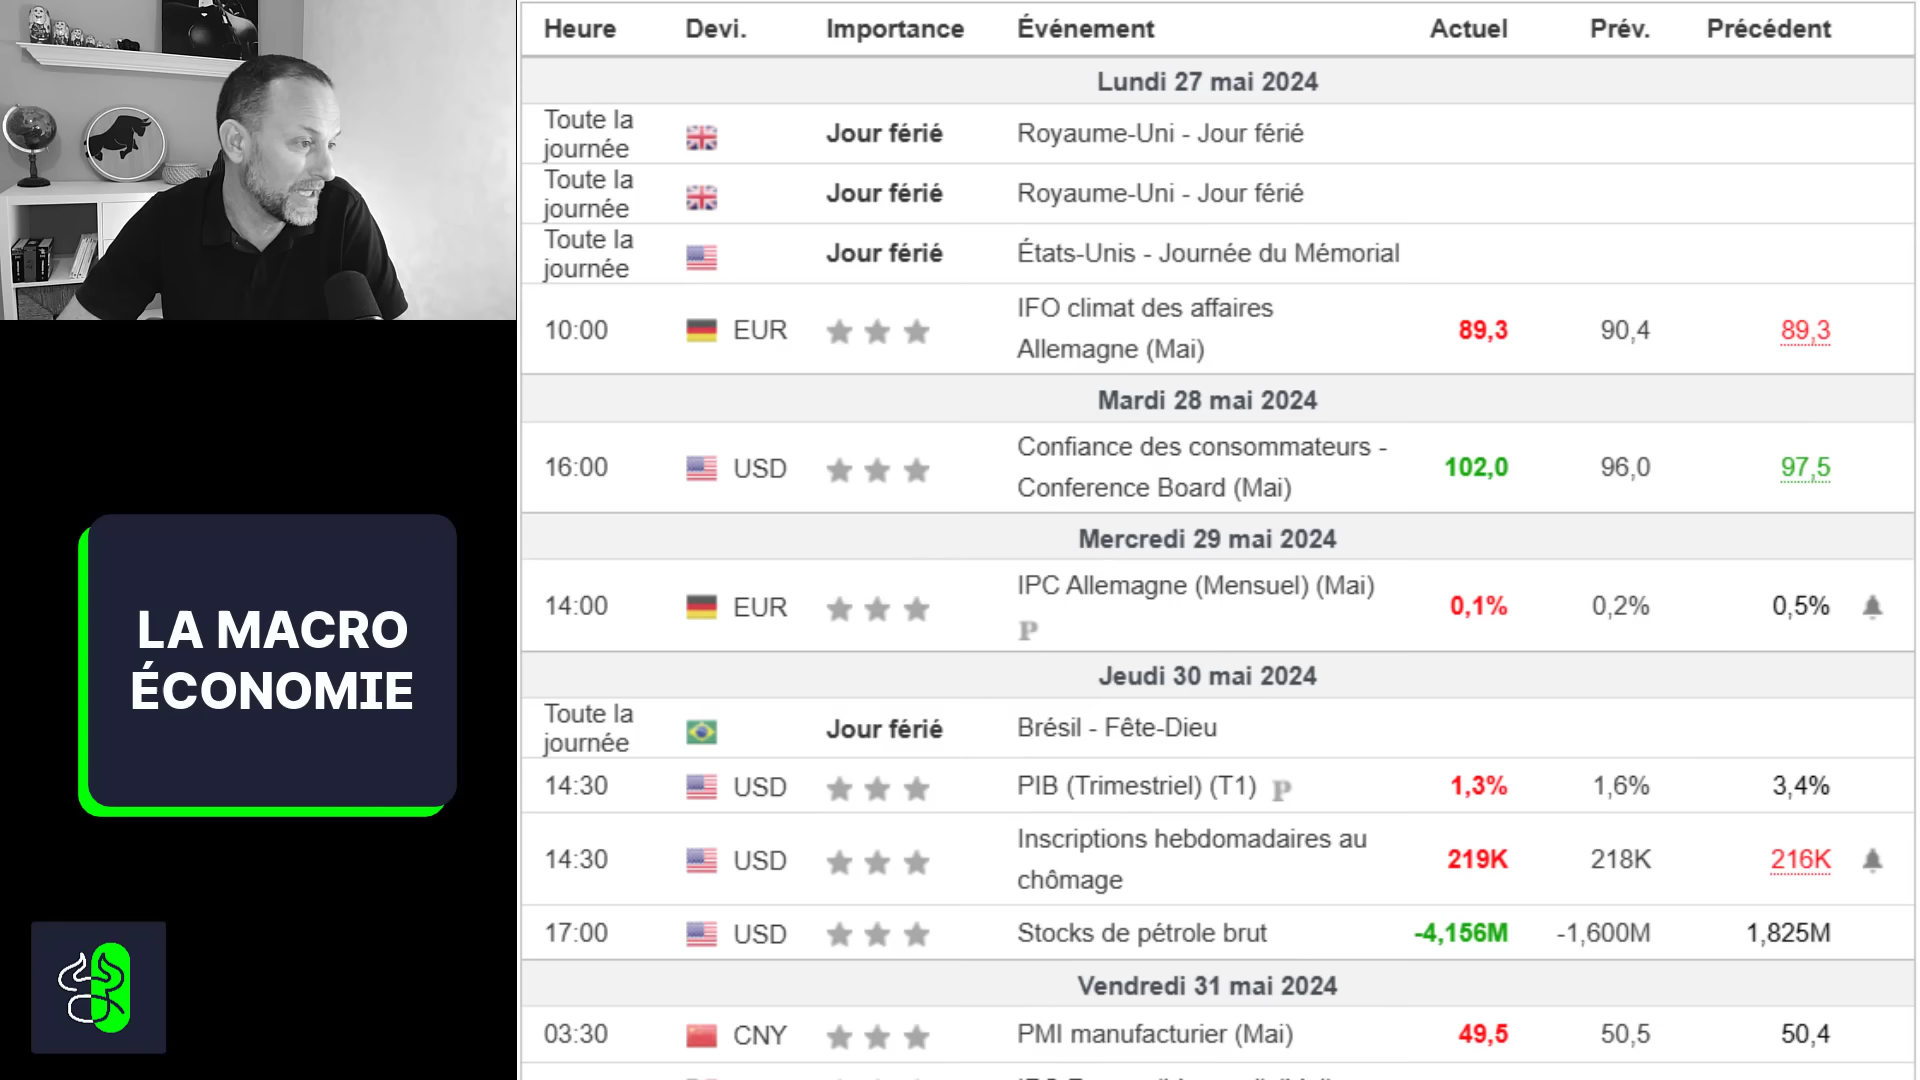 Heure Devi. Importance Événement Actuel Prév. Précédent
Lundi 27 mai 2024
Toute la journée Jour férié Royaume-Uni - Jour férié
Toute la journée Jour férié Royaume-Uni - Jour férié
Toute la journée Jour férié États-Unis - Journée du Mémorial
10:00 EUR IFO climat des affaires Allemagne (Mai) 89,3 90,4 89,3
Mardi 28 mai 2024
16:00 USD Confiance des consommateurs - Conference Board (Mai) 102,0 96,0 97,5
Mercredi 29 mai 2024
14:00 EUR IPC Allemagne (Mensuel) (Mai) P 0,1% 0,2% 0,5%
Jeudi 30 mai 2024
Toute la journée Jour férié Brésil - Fête-Dieu
14:30 USD PIB (Trimestriel) (T1) P 1,3% 1,6% 3,4%
14:30 USD Inscriptions hebdomadaires au chômage 219K 218K 216K
17:00 USD Stocks de pétrole brut -4,156M -1,600M 1,825M
Vendredi 31 mai 2024
03:30 CNY PMI manufacturier (Mai) 49,5 50,5 50,4
LA MACRO
ÉCONOMIE